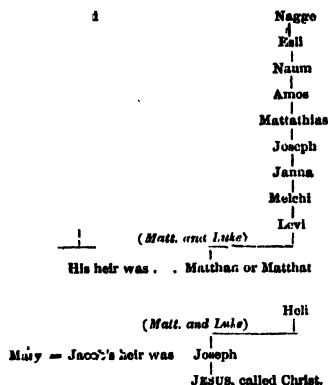 Nagge
Esli
Naum
Amos
Mattathias
Joseph
Janna
Melchi
Levi
(Matt. and Luke)
His heir was . . Matthan or Matthat
Heli
(Matt. and Luke)
Mary = Jacob's heir was Joseph
JESUS, called Christ.